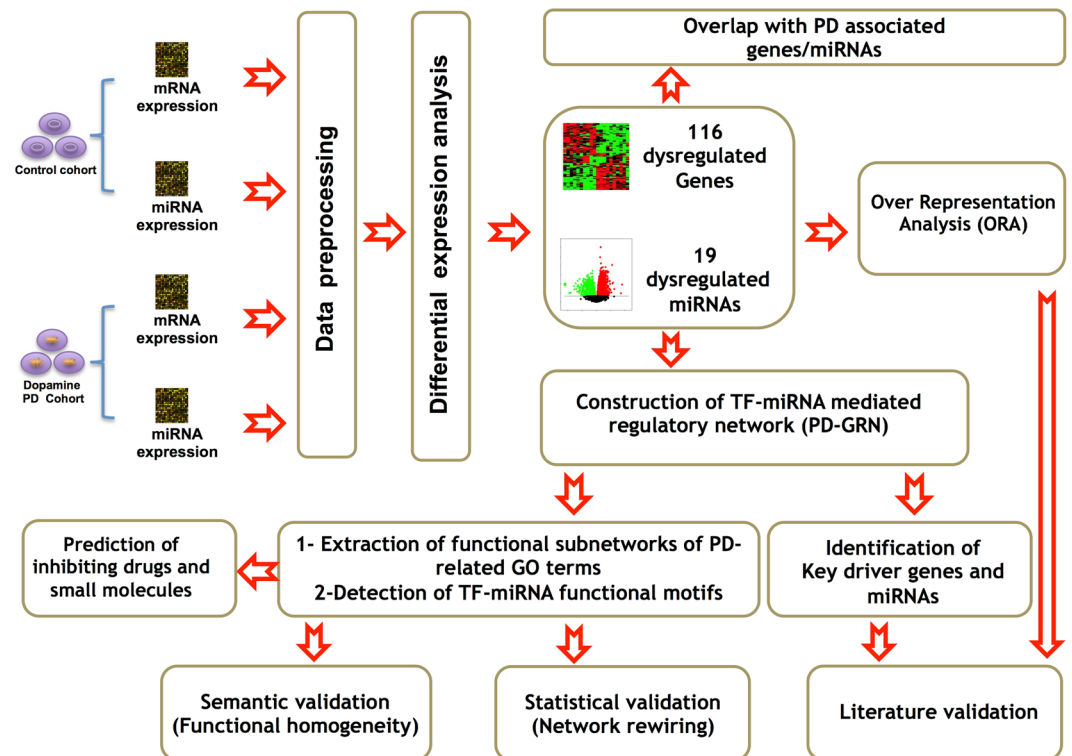 Control cohort
mRNA
expression
miRNA
expression
Dopamine
PD Cohort
mRNA
expression
miRNA
expression
Data preprocessing
Differential expression analysis
Overlap with PD associated
genes/miRNAs
116
dysregulated
Genes
19
dysregulated
miRNAs
Over Representation
Analysis (ORA)
Construction of TF-miRNA mediated
regulatory network (PD-GRN)
Prediction of
inhibiting drugs and
small molecules
1- Extraction of functional subnetworks of PD-
related GO terms
2-Detection of TF-miRNA functional motifs
Identification of
Key driver genes and
miRNAs
Semantic validation
(Functional homogeneity)
Statistical validation
(Network rewiring)
Literature validation